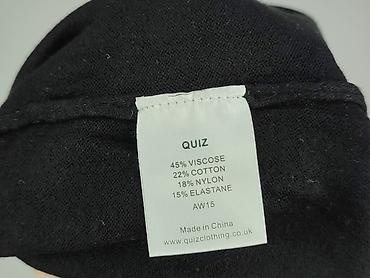 QUIZ
45% VISCOSE
22% COTTON
18% NYLON
15% ELASTANE
AW15
Made in China
www.quizclothing.co.uk